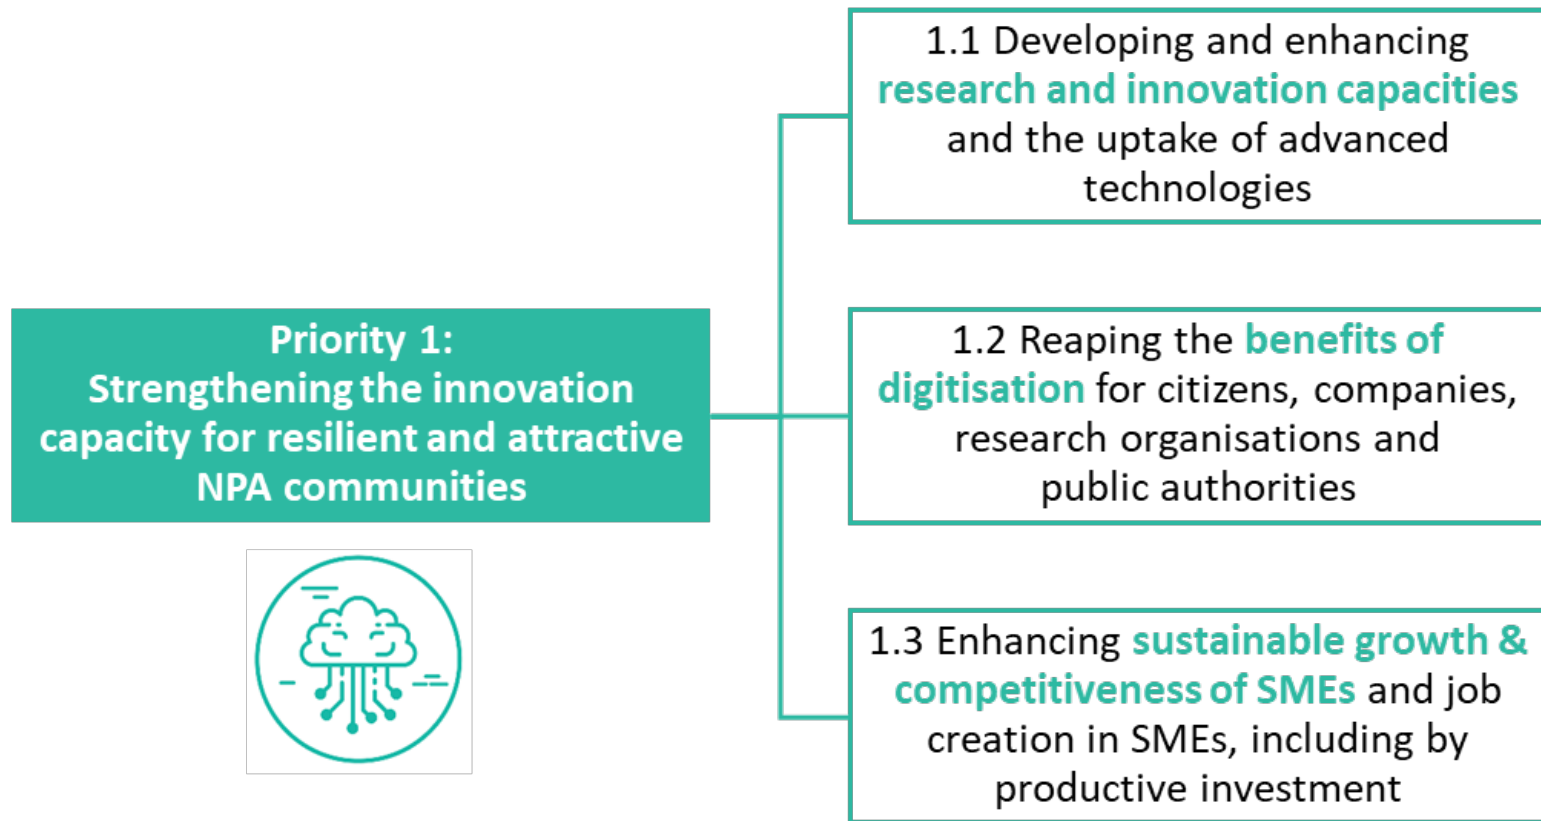 Priority 1:
Strengthening the innovation
capacity for resilient and attractive
NPA communities
1.1 Developing and enhancing
research and innovation capacities
and the uptake of advanced
technologies
1.2 Reaping the benefits of
digitisation for citizens, companies,
research organisations and
public authorities
1.3 Enhancing sustainable growth &
competitiveness of SMEs and job
creation in SMEs, including by
productive investment